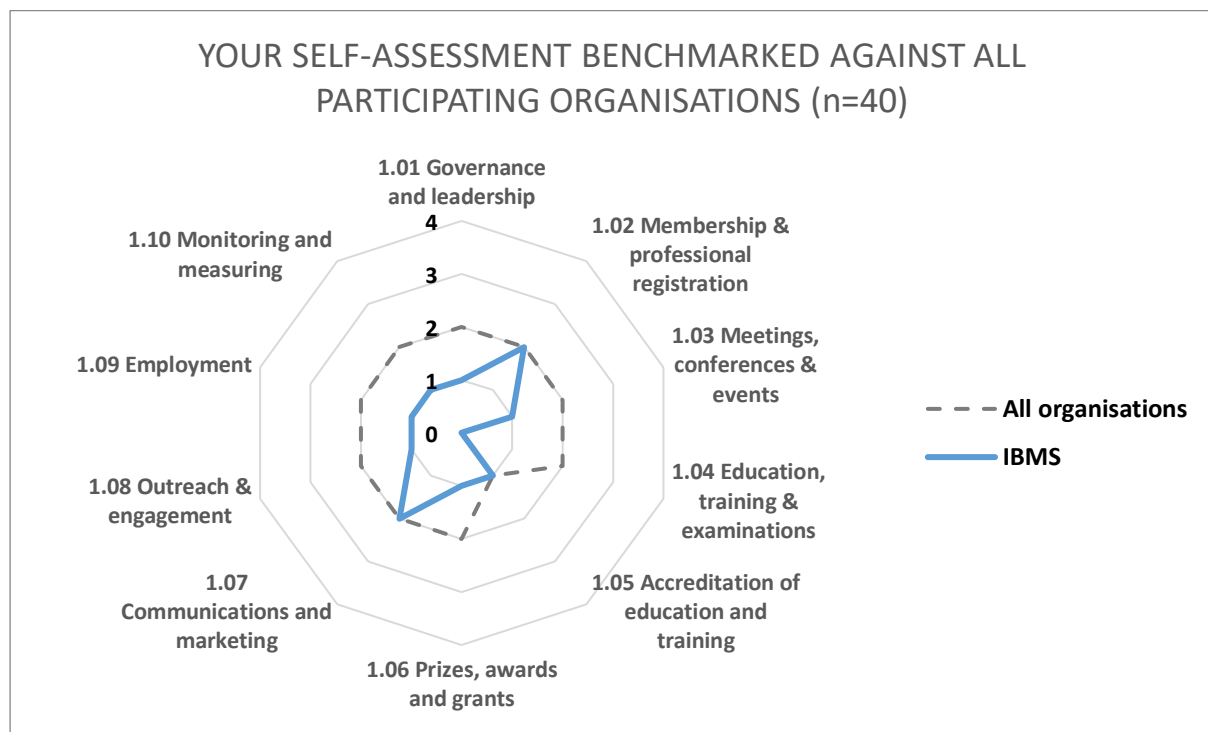 YOUR SELF-ASSESSMENT BENCHMARKED AGAINST ALL
PARTICIPATING ORGANISATIONS (n=40)
1.01 Governance
and leadership
1.02 Membership &
professional
registration
1.03 Meetings,
conferences &
events
1.04 Education,
training &
examinations
1.05 Accreditation of
education and
training
1.06 Prizes, awards
and grants
1.07
Communications and
marketing
1.08 Outreach &
engagement
1.09 Employment
1.10 Monitoring and
measuring
4
3
2
1
0
All organisations
IBMS